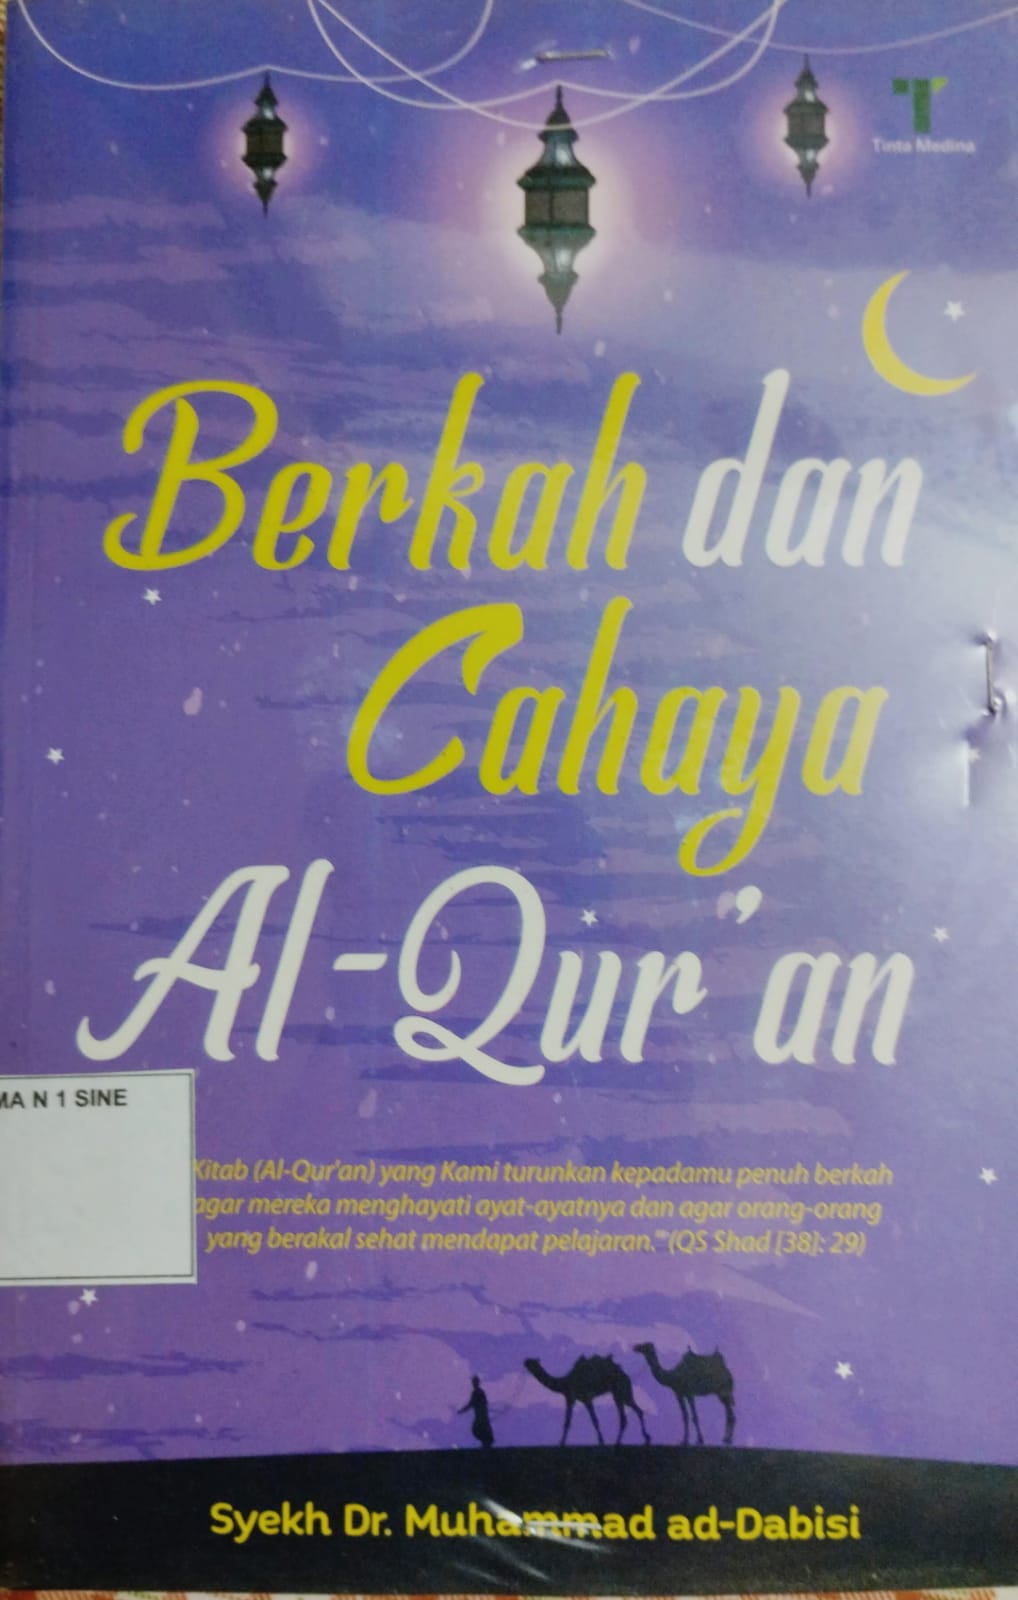 Tinta Medina
Berkah dan
Cahaya
Al-Qur'an
MA N 1 SINE
Kitab (Al-Qur'an) yang Kami turunkan kepadamu penuh berkah
agar mereka menghayati ayat-ayatnya dan agar orang-orang
yang berakal sehat mendapat pelajaran." (QS Shad [38]: 29)
Syekh Dr. Muhammad ad-Dabisi